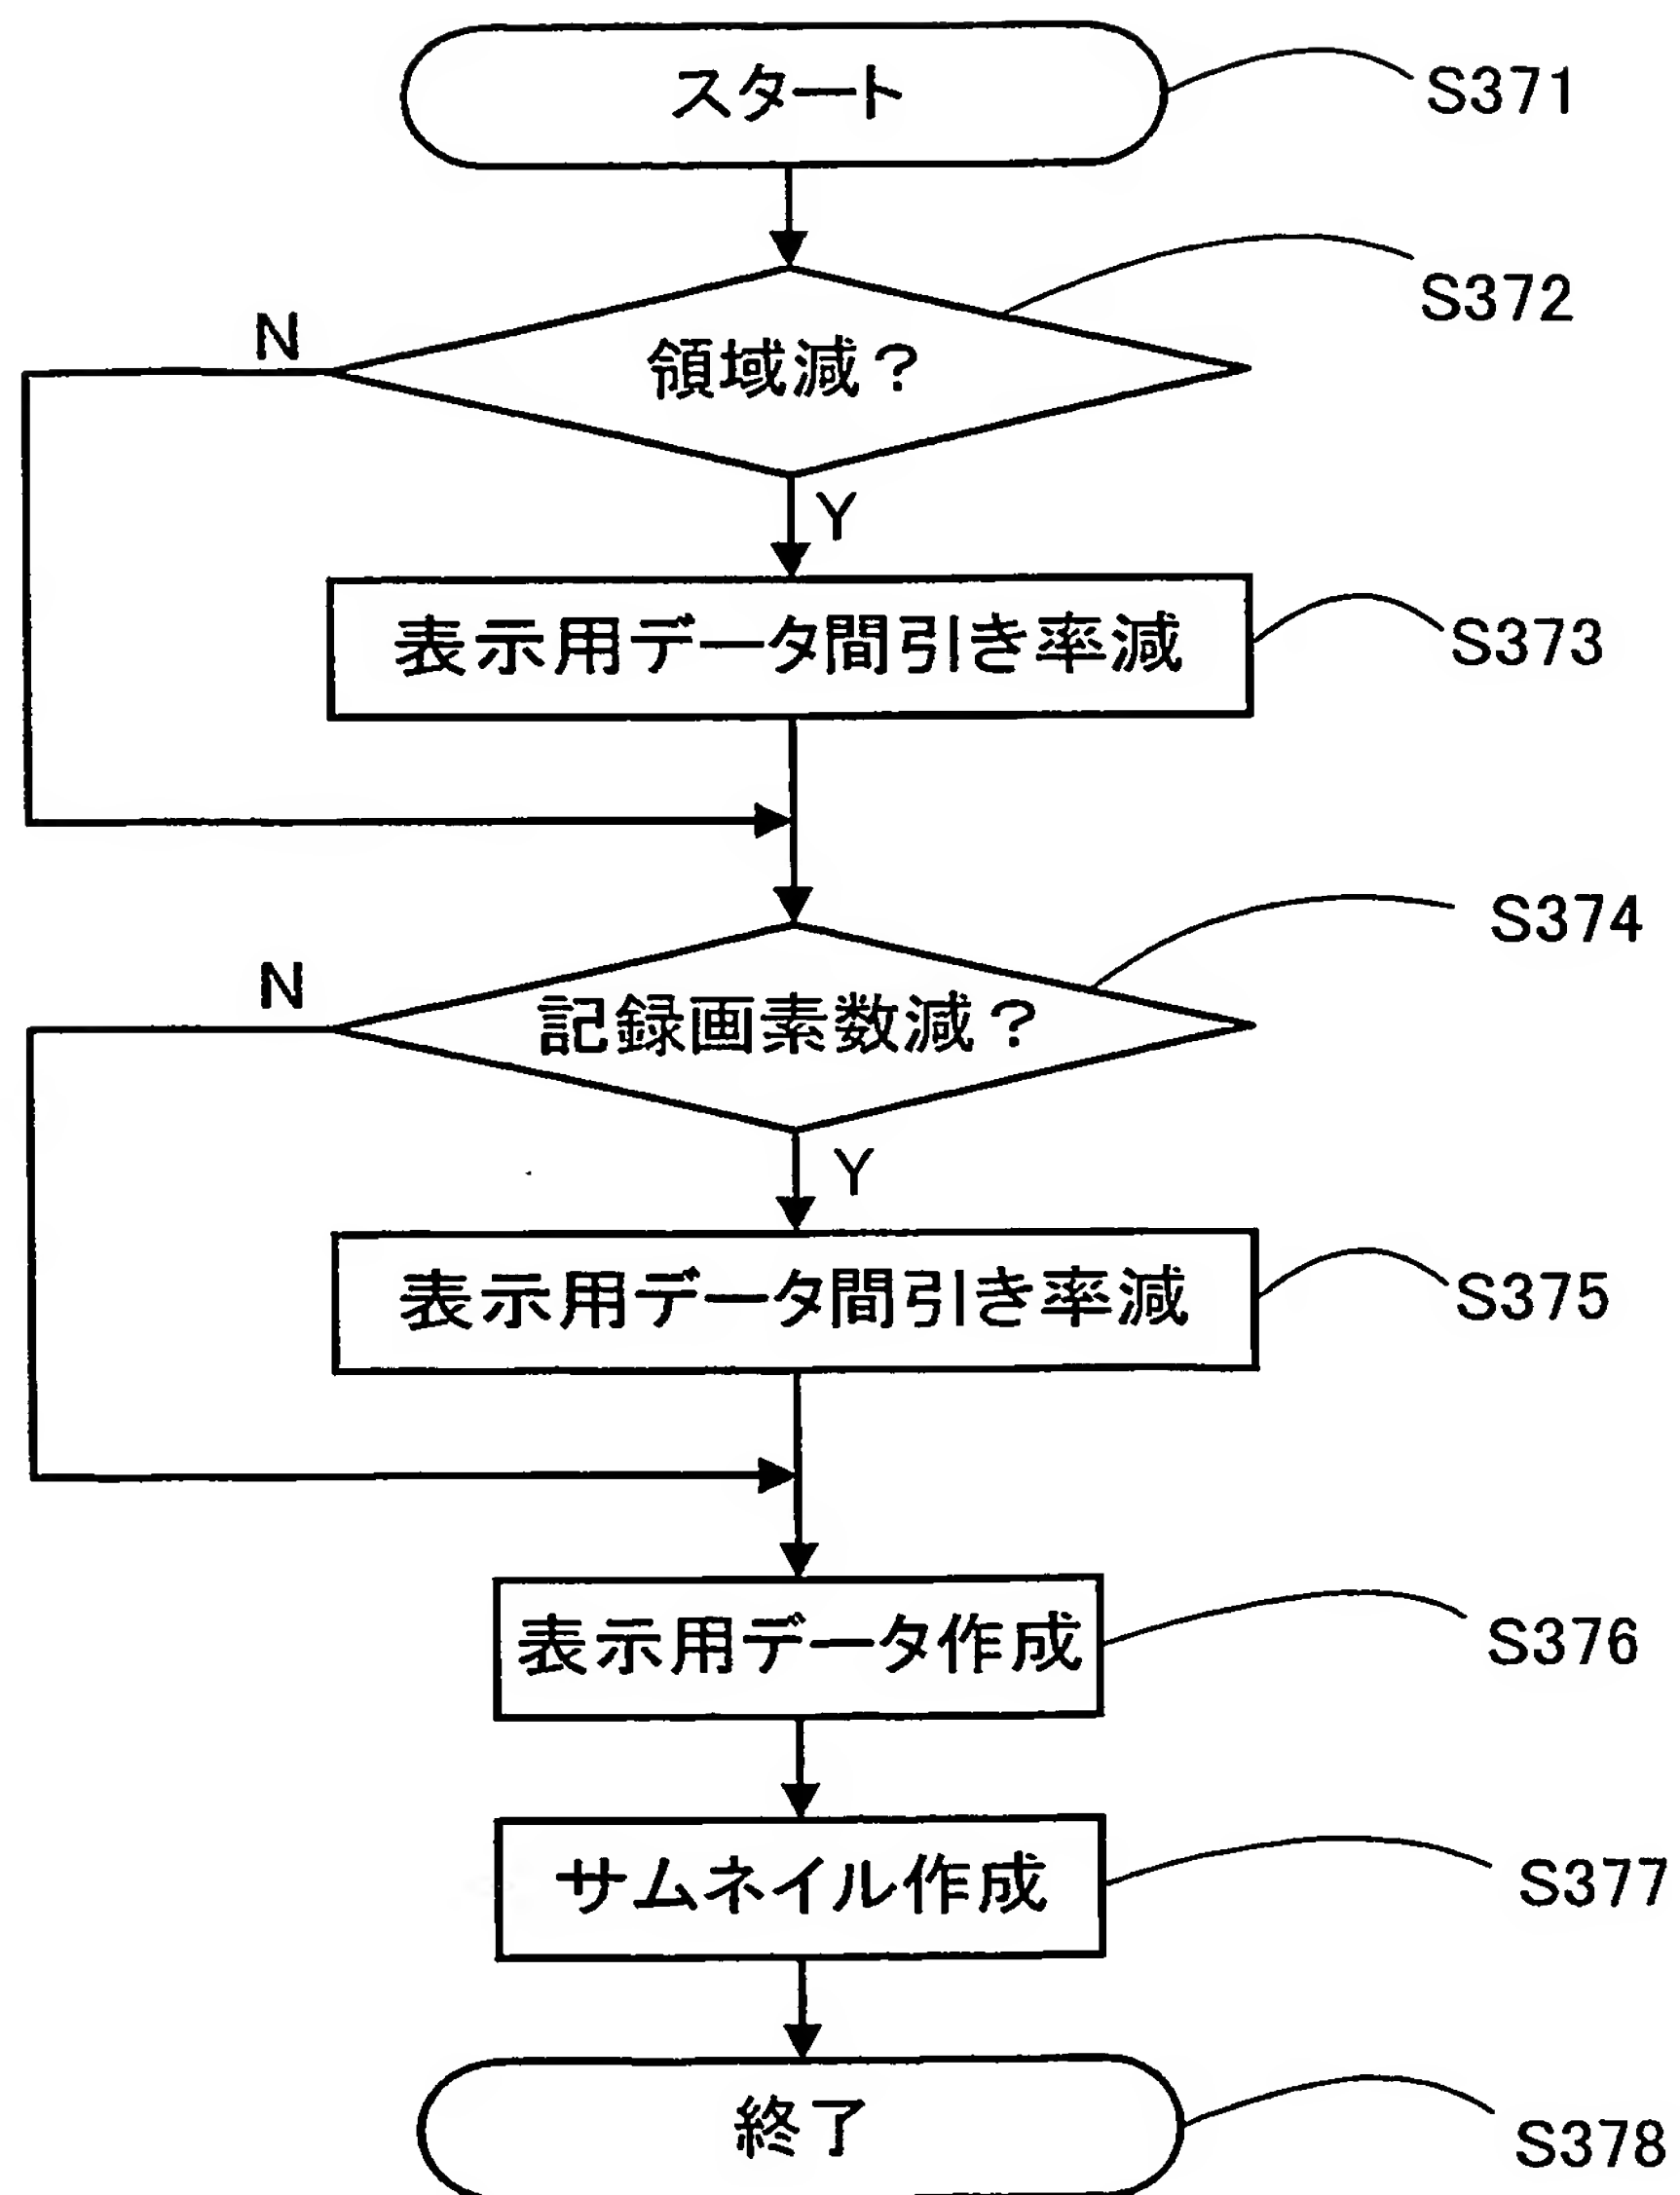 スタート
S371
S372
N
領域減?
Y
表示用データ間引き率減
S373
S374
N
記録画素数減?
Y
表示用データ間引き率減
S375
表示用データ作成
S376
サムネイル作成
S377
終了
S378